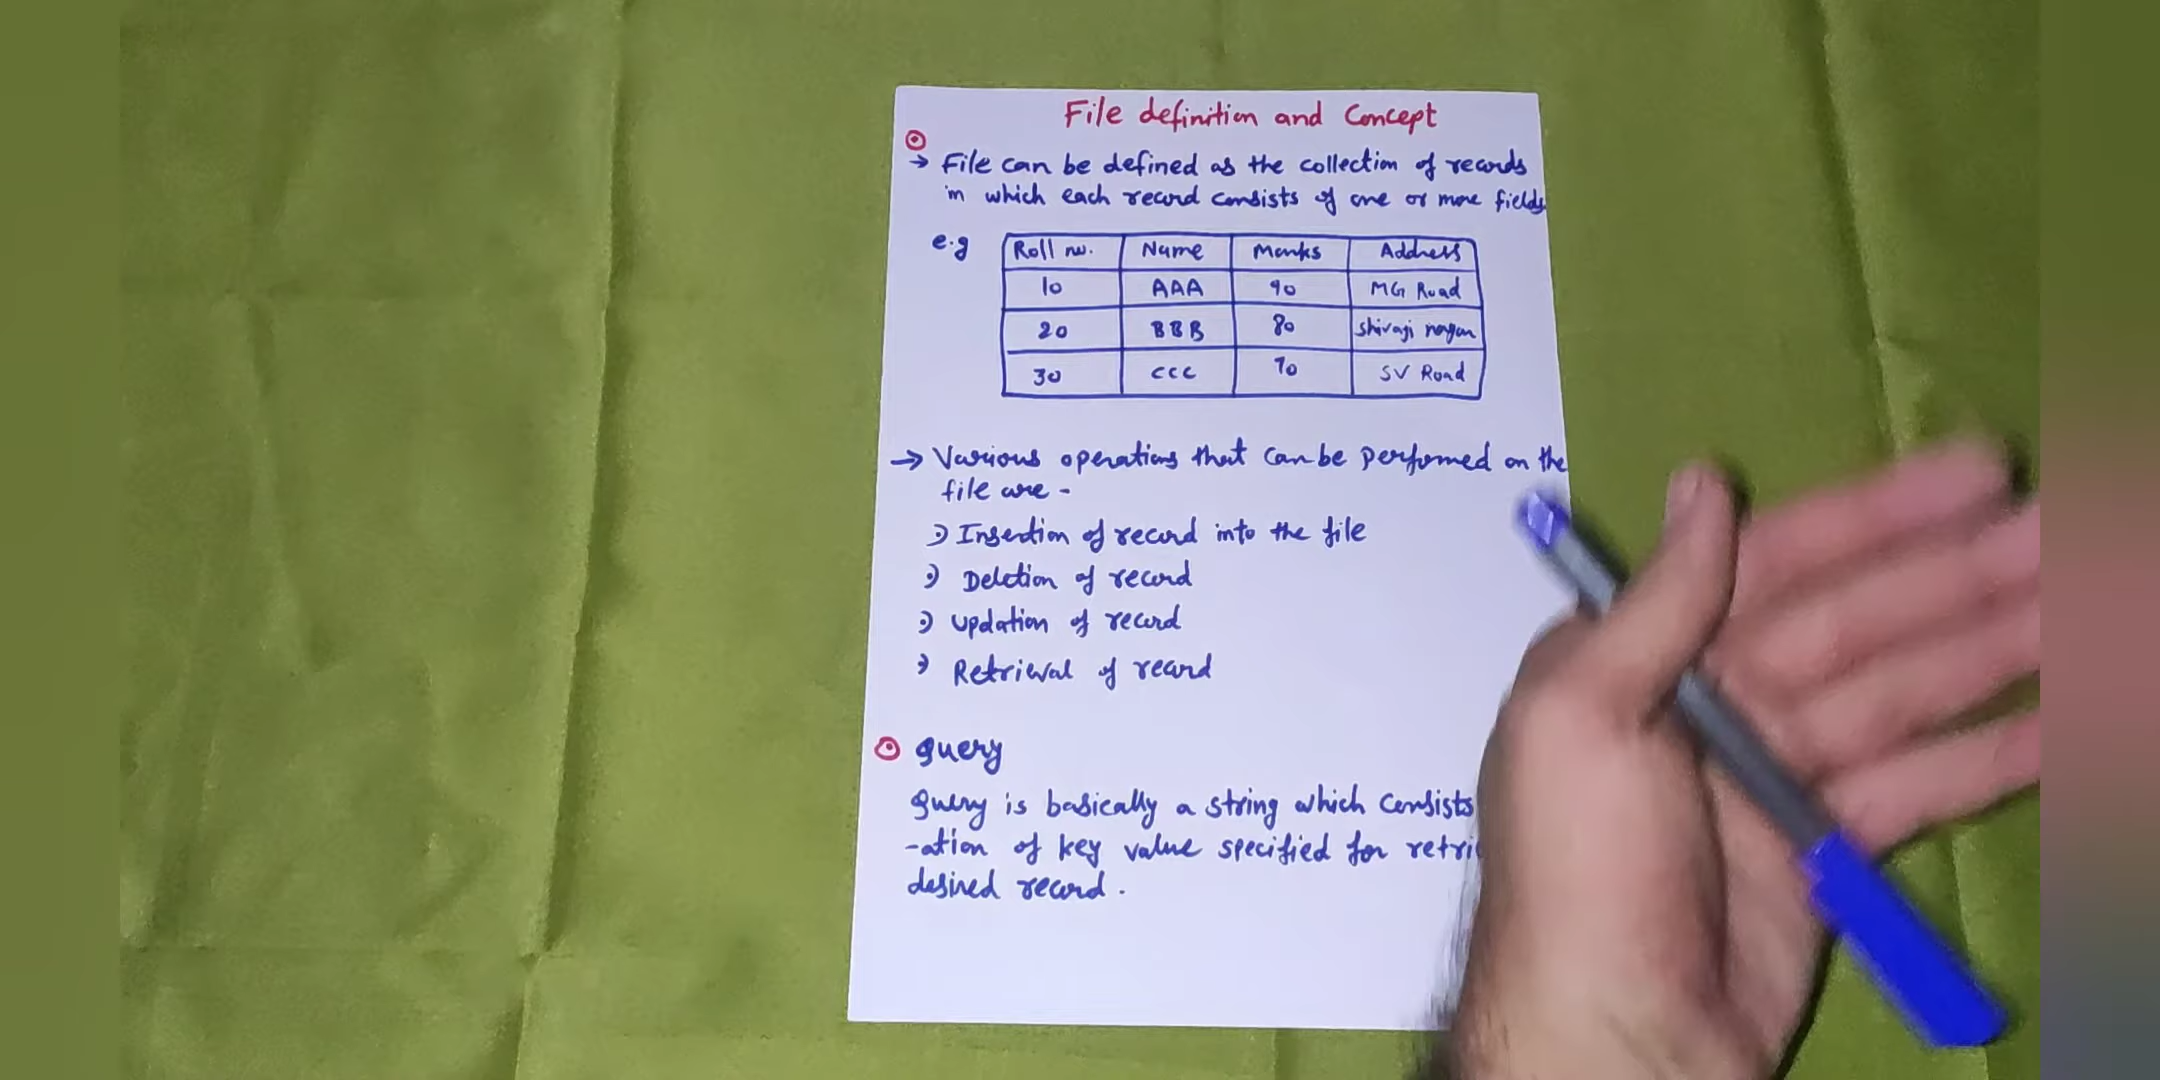 File definition and Concept
→ File can be defined as the collection of records
in which each record consists of one or more fields
e.g
Roll no. Name Marks Address
10 AAA 90 MG Road
20 BBB 80 Shivaji nagar
30 CCC 70 SV Road
→ Various operations that can be performed on the
file are -
Insertion of record into the file
Deletion of record
Updation of record
Retrieval of record
Query
Query is basically a string which consists
-ation of key value specified for
desired record.